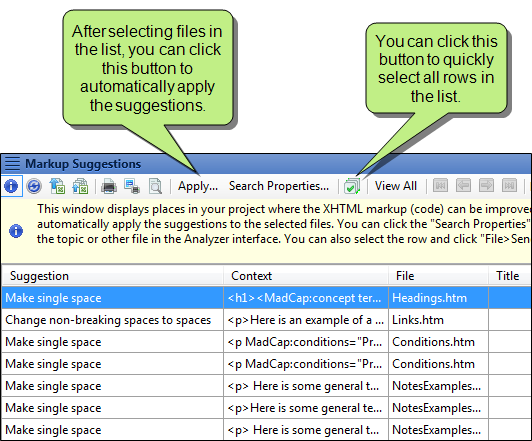 After selecting files in
the list, you can click
this button to
automatically apply
the suggestions.
You can click this
button to quickly
select all rows in
the list.
Markup Suggestions
Apply... Search Properties... View All
This window displays places in your project where the XHTML markup (code) can be improve
automatically apply the suggestions to the selected files. You can click the "Search Properties"
the topic or other file in the Analyzer interface. You can also select the row and click "File>Sen
Suggestion Context File Title
Make single space <h1><MadCap:concept ter... Headings.htm
Change non-breaking spaces to spaces <p>Here is an example of a ... Links.htm
Make single space <p MadCap:conditions="Pr... Conditions.htm
Make single space <p MadCap:conditions="Pr... Conditions.htm
Make single space <p> Here is some general t... NotesExamples...
Make single space <p>Here is some general te... NotesExamples...
Make single space <p> Here is some general t... NotesExamples...